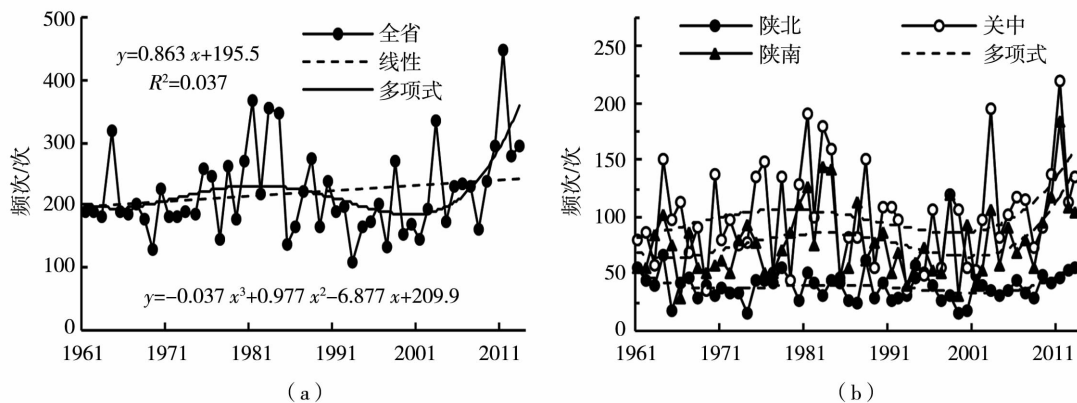 500
400
300
200
100
0
频次/次
y=0.863 x+195.5
R²=0.037
全省
线性
多项式
y=−0.037 x³+0.977 x²−6.877 x+209.9
1961 1971 1981 1991 2001 2011
（a）
250
200
150
100
50
0
频次/次
陕北 关中
陕南 多项式
1961 1971 1981 1991 2001 2011
（b）